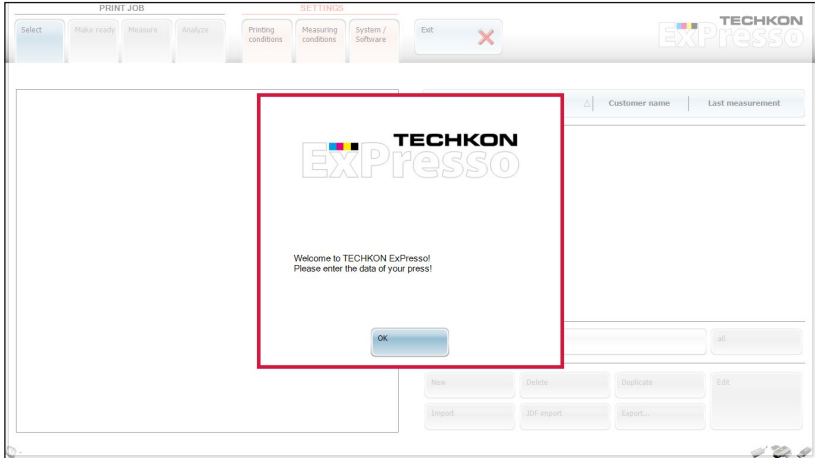 PRINT JOB
SETTINGS
Select
Make ready
Measure
Analyze
Printing
conditions
Measuring
conditions
System /
Software
Exit
TECHKON
ExPresso
Customer name
Last measurement
TECHKON
ExPresso
Welcome to TECHKON ExPresso!
Please enter the data of your press!
OK
all
New
Delete
Duplicate
Edit
Import
JDF-import
Export...